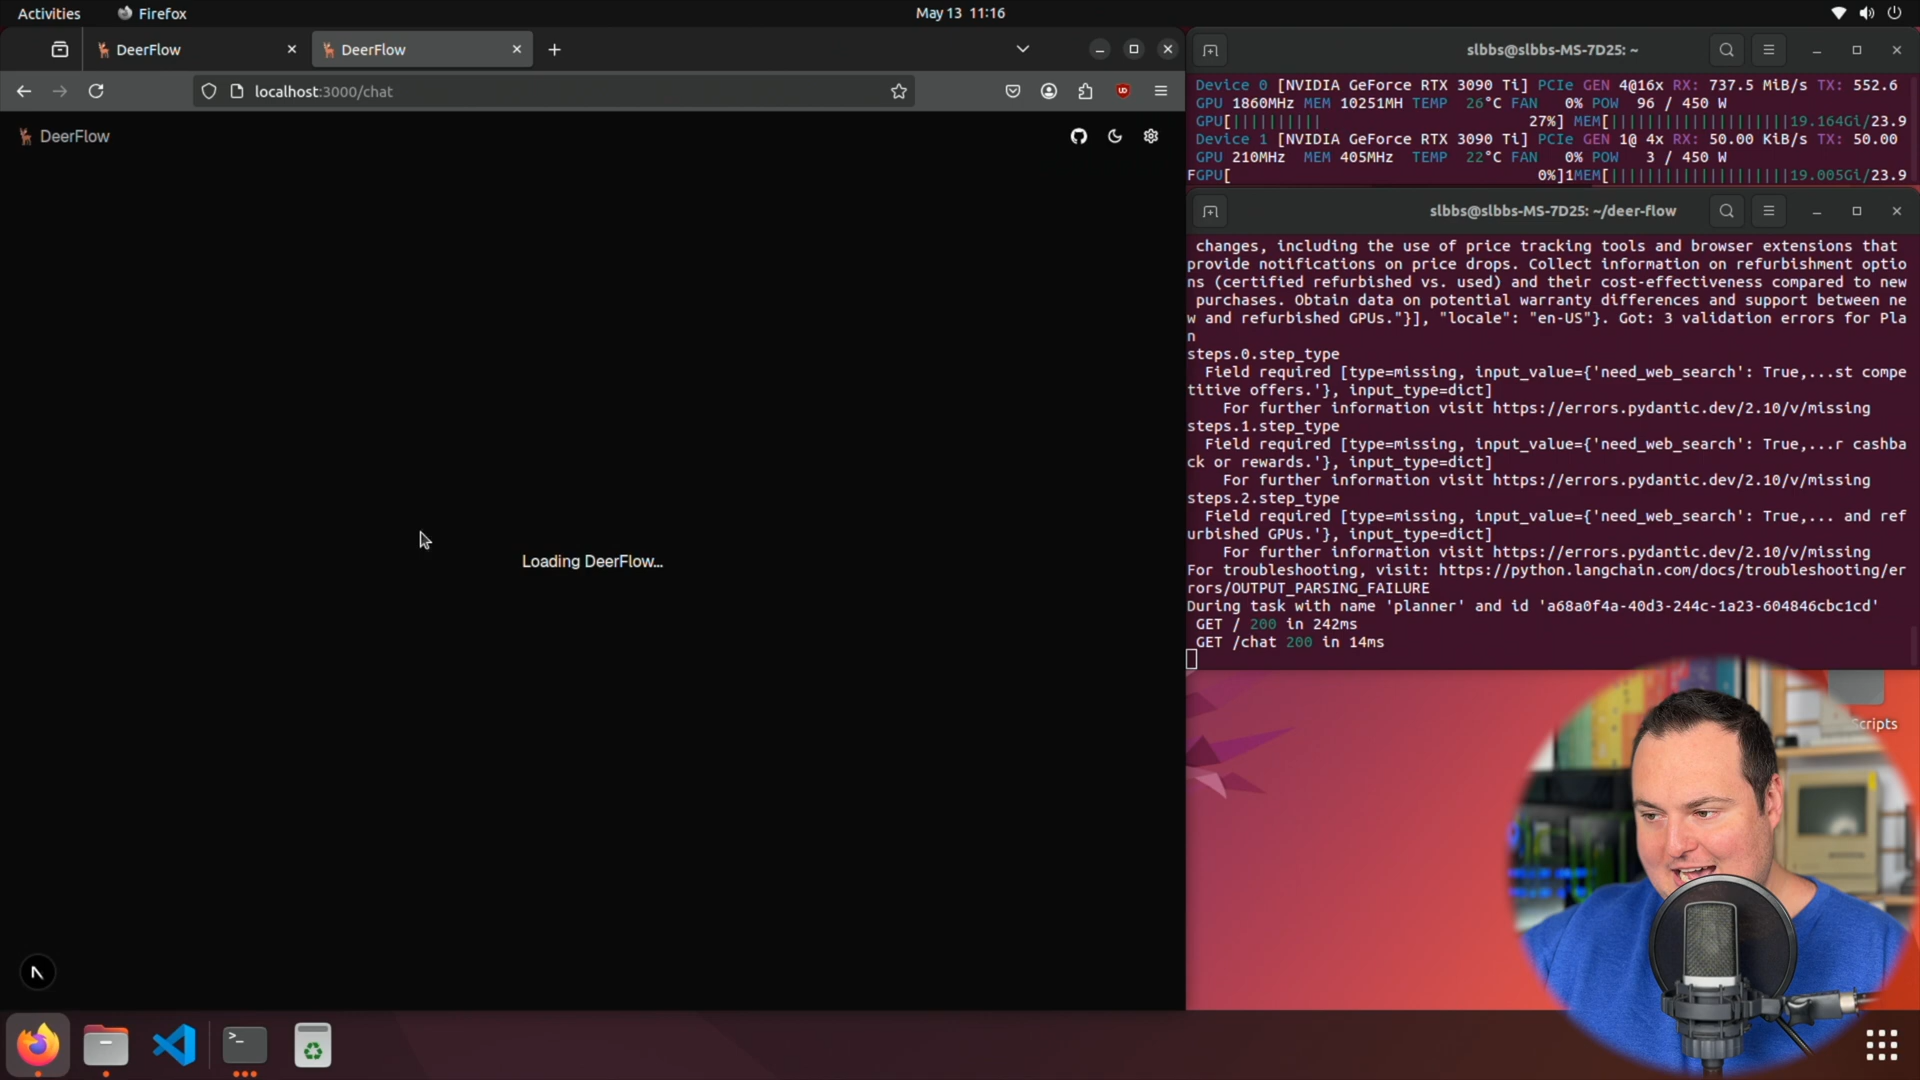 Activities
Firefox
May 13 11:16
DeerFlow
DeerFlow
localhost:3000/chat
DeerFlow
Loading DeerFlow...
slbbs@slbbs-MS-7D25: ~
Device 0 [NVIDIA GeForce RTX 3090 Ti] PCIe GEN 4@16x RX: 737.5 MiB/s TX: 552.6
GPU 1860MHz MEM 10251MH TEMP 26°C FAN 0% POW 96 / 450 W
GPU[|||||||||| 27%] MEM[||||||||||||||||||||19.164Gi/23.9
Device 1 [NVIDIA GeForce RTX 3090 Ti] PCIe GEN 1@ 4x RX: 50.00 KiB/s TX: 50.00
GPU 210MHz MEM 405MHz TEMP 22°C FAN 0% POW 3 / 450 W
FGPU[ 0%]1MEM[||||||||||||||||||||19.005Gi/23.9
slbbs@slbbs-MS-7D25: ~/deer-flow
changes, including the use of price tracking tools and browser extensions that
provide notifications on price drops. Collect information on refurbishment optio
ns (certified refurbished vs. used) and their cost-effectiveness compared to new
purchases. Obtain data on potential warranty differences and support between ne
w and refurbished GPUs."}], "locale": "en-US"}. Got: 3 validation errors for Pla
n
steps.0.step_type
Field required [type=missing, input_value={'need_web_search': True,...st compe
titive offers.'}, input_type=dict]
For further information visit https://errors.pydantic.dev/2.10/v/missing
steps.1.step_type
Field required [type=missing, input_value={'need_web_search': True,...r cashba
ck or rewards.'}, input_type=dict]
For further information visit https://errors.pydantic.dev/2.10/v/missing
steps.2.step_type
Field required [type=missing, input_value={'need_web_search': True,... and ref
urbished GPUs.'}, input_type=dict]
For further information visit https://errors.pydantic.dev/2.10/v/missing
For troubleshooting, visit: https://python.langchain.com/docs/troubleshooting/er
rors/OUTPUT_PARSING_FAILURE
During task with name 'planner' and id 'a68a0f4a-40d3-244c-1a23-604846cbc1cd'
GET / 200 in 242ms
GET /chat 200 in 14ms
Scripts